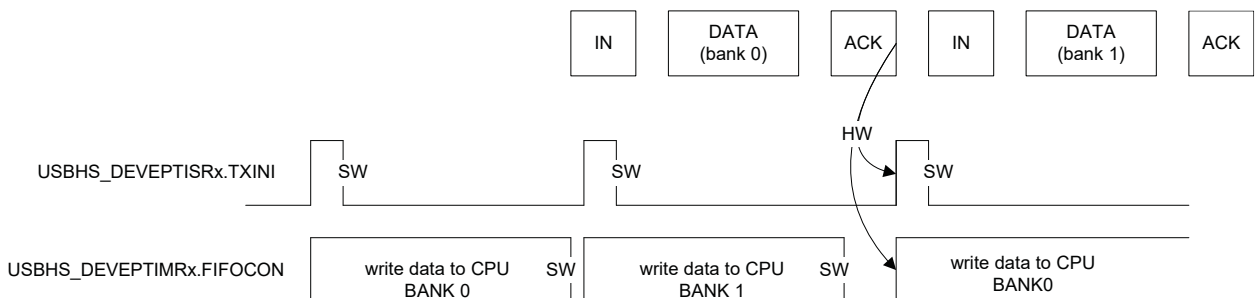 IN
DATA
(bank 0)
ACK
IN
DATA
(bank 1)
ACK
HW
USBHS_DEVEPTISRx.TXINI
SW
SW
SW
USBHS_DEVEPTIMRx.FIFOCON
write data to CPU
BANK 0
SW
write data to CPU
BANK 1
SW
write data to CPU
BANK0